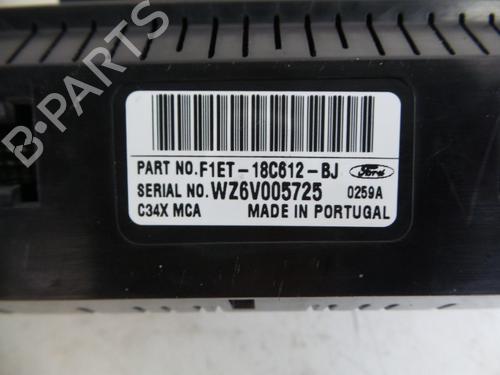 B-PARTS
PART NO. F1ET-18C612-BJ Ford
SERIAL NO. WZ6V005725 0259A
C34X MCA MADE IN PORTUGAL